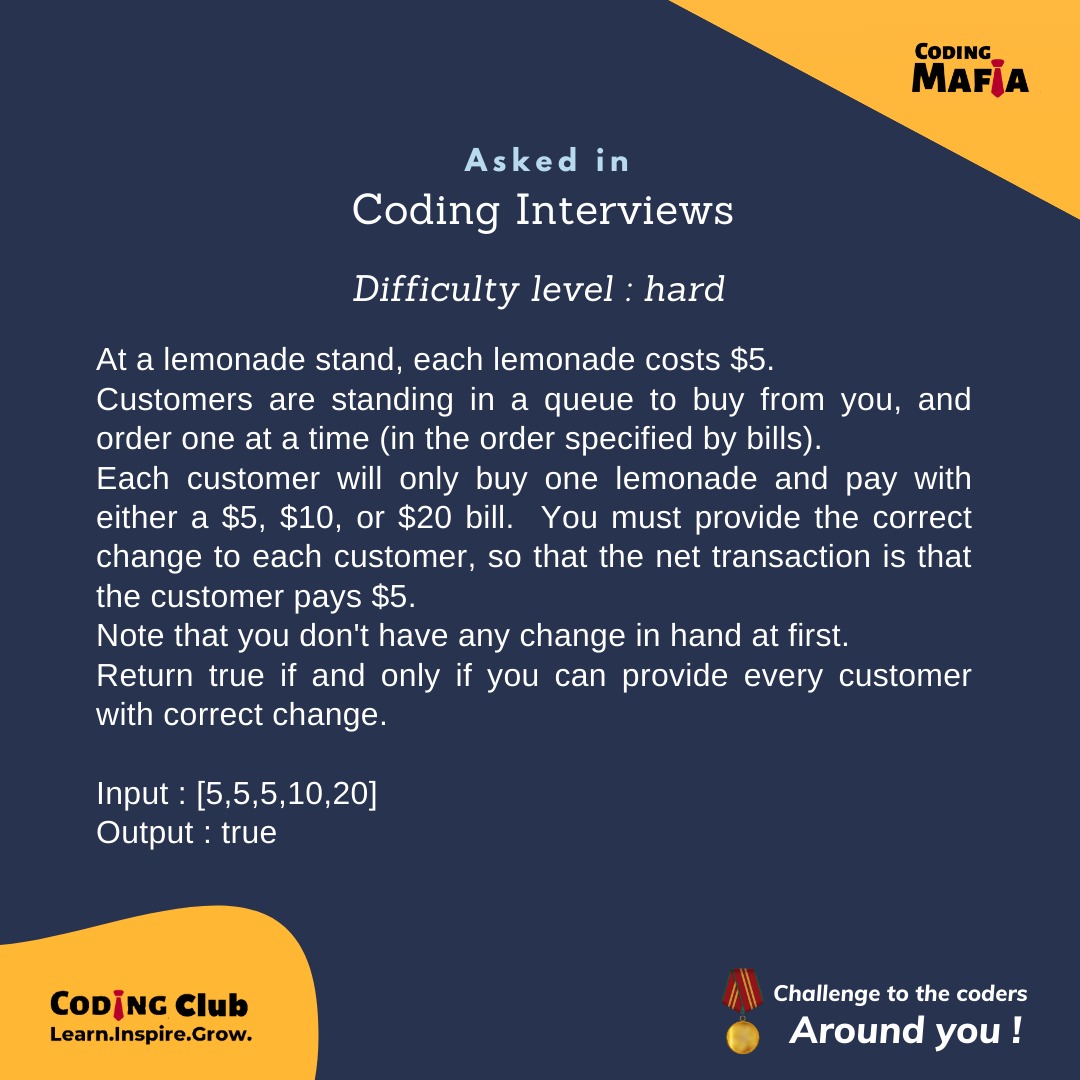 CODING
MAFIA
Asked in
Coding Interviews
Difficulty level : hard
At a lemonade stand, each lemonade costs $5.
Customers are standing in a queue to buy from you, and
order one at a time (in the order specified by bills).
Each customer will only buy one lemonade and pay with
either a $5, $10, or $20 bill.  You must provide the correct
change to each customer, so that the net transaction is that
the customer pays $5.
Note that you don't have any change in hand at first.
Return true if and only if you can provide every customer
with correct change.
Input : [5,5,5,10,20]
Output : true
CODING Club
Learn.Inspire.Grow.
Challenge to the coders
Around you !